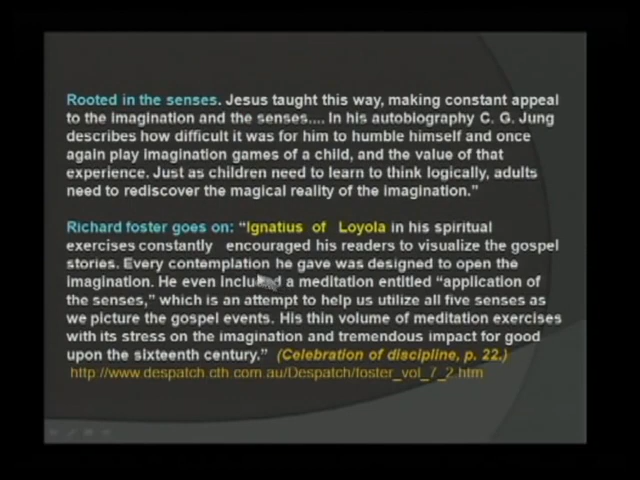 Rooted in the senses. Jesus taught this way, making constant appeal
to the imagination and the senses.... In his autobiography C. G. Jung
describes how difficult it was for him to humble himself and once
again play imagination games of a child, and the value of that
experience. Just as children need to learn to think logically, adults
need to rediscover the magical reality of the imagination.”
Richard foster goes on: “Ignatius of Loyola in his spiritual
exercises constantly encouraged his readers to visualize the gospel
stories. Every contemplation he gave was designed to open the
imagination. He even included a meditation entitled “application of
the senses,” which is an attempt to help us utilize all five senses as
we picture the gospel events. His thin volume of meditation exercises
with its stress on the imagination and tremendous impact for good
upon the sixteenth century.” (Celebration of discipline, p. 22.)
http://www.despatch.cth.com.au/Despatch/foster_vol_7_2.htm